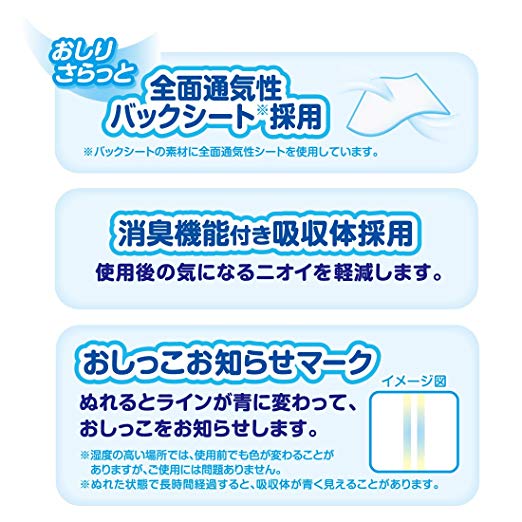 おしり
さらっと
全面通気性
バックシート※採用
※バックシートの素材に全面通気性シートを使用しています。
消臭機能付き吸収体採用
使用後の気になるニオイを軽減します。
おしっこお知らせマーク
イメージ図
ぬれるとラインが青に変わって、
おしっこをお知らせします。
※湿度の高い場所では、使用前でも色が変わることが
ありますが、ご使用には問題ありません。
※ぬれた状態で長時間経過すると、吸収体が青く見えることがあります。